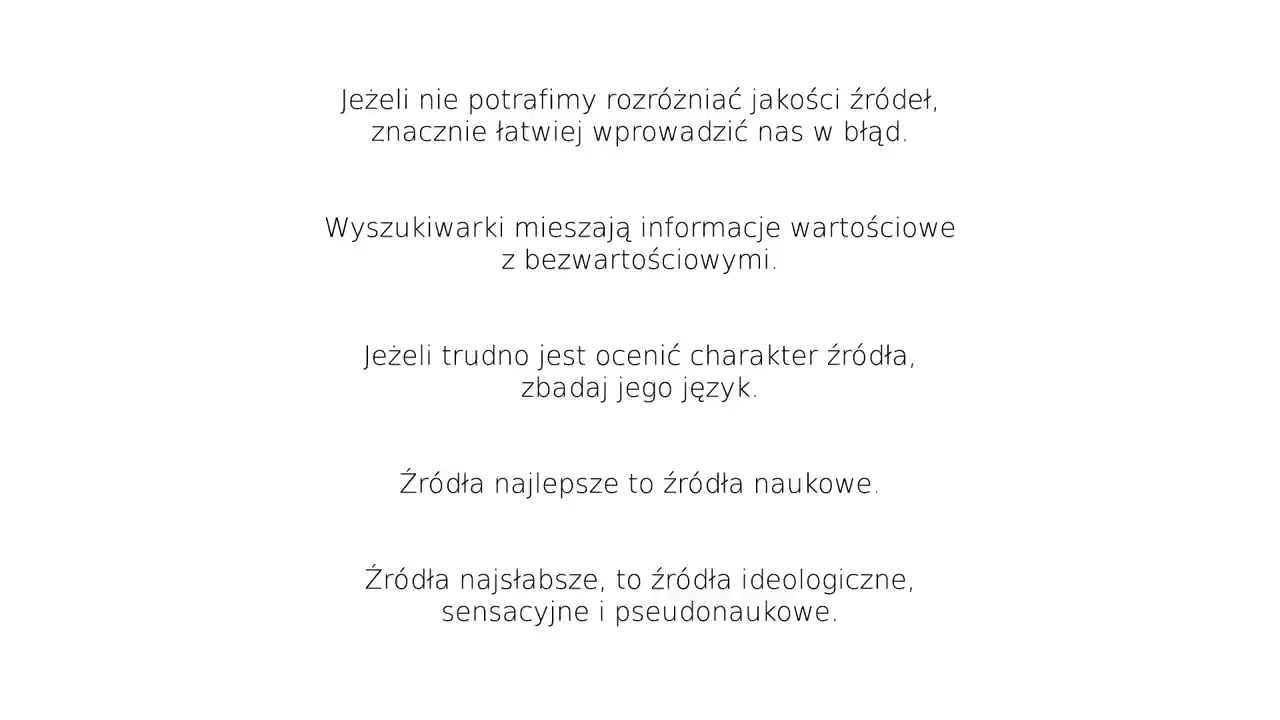 Jeżeli nie potrafimy rozróżniać jakości źródeł,
znacznie łatwiej wprowadzić nas w błąd.
Wyszukiwarki mieszają informacje wartościowe
z bezwartościowymi.
Jeżeli trudno jest ocenić charakter źródła,
zbadaj jego język.
Źródła najlepsze to źródła naukowe.
Źródła najsłabsze, to źródła ideologiczne,
sensacyjne i pseudonaukowe.